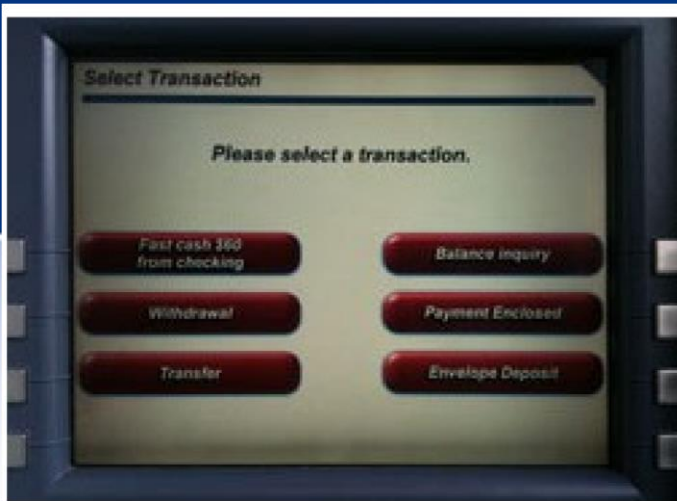 Select Transaction
Please select a transaction.
Fast cash $60
from checking
Balance inquiry
Withdrawal
Payment Enclosed
Transfer
Envelope Deposit